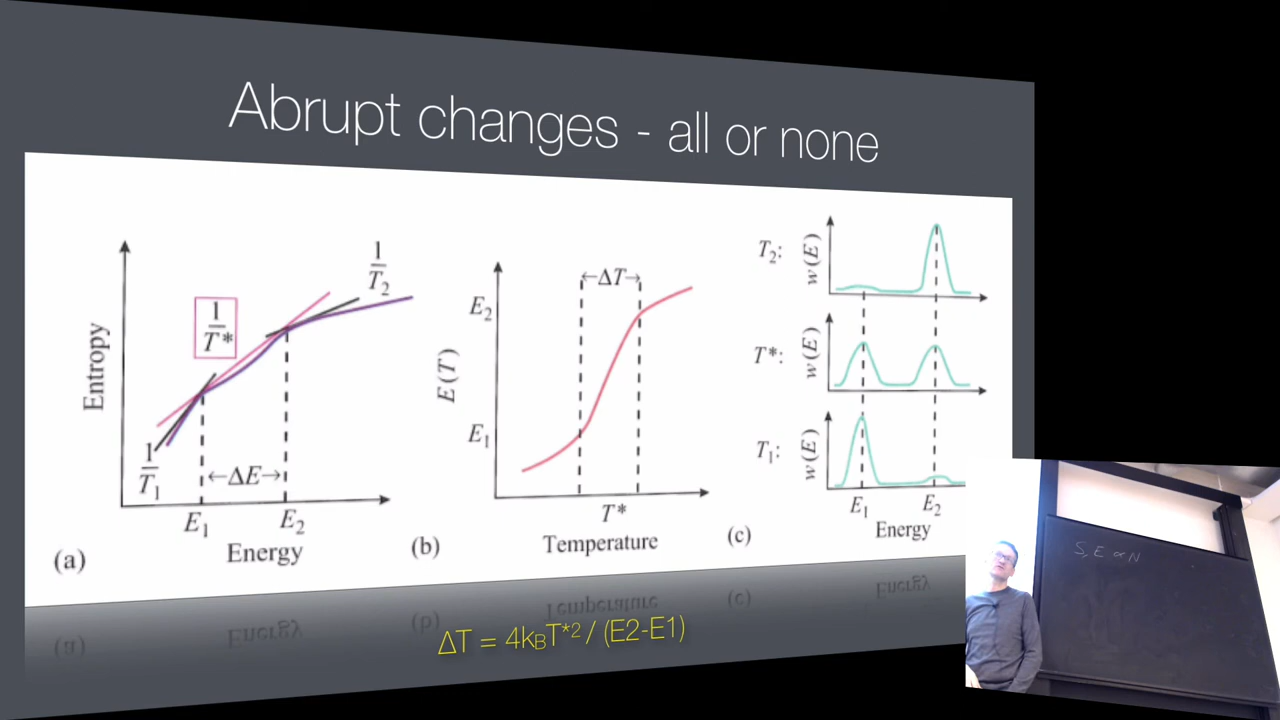 Abrupt changes - all or none
Entropy
1/T*
1/T₂
1/T₁
←ΔE→
E₁
E₂
Energy
(a)
E(T)
E₂
E₁
←ΔT→
T*
Temperature
(b)
T₂:
w(E)
T*:
w(E)
T₁:
w(E)
E₁
E₂
Energy
(c)
ΔT = 4k_BT*² / (E2-E1)
S, E ∝ N